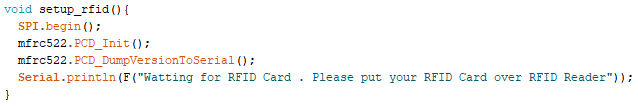 void setup_rfid(){
  SPI.begin();
  mfrc522.PCD_Init();
  mfrc522.PCD_DumpVersionToSerial();
  Serial.println(F("Watting for RFID Card . Please put your RFID Card over RFID Reader"));
}